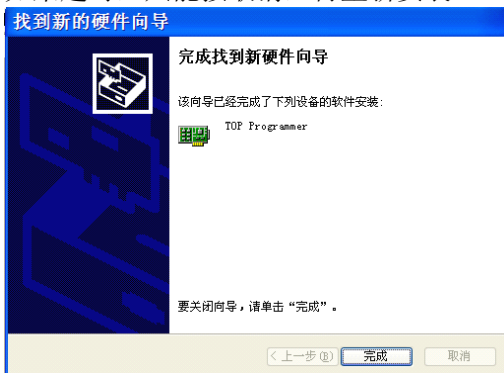 找到新的硬件向导
完成找到新硬件向导
该向导已经完成了下列设备的软件安装:
TOP Programmer
要关闭向导，请单击“完成”。
<上一步(B) 完成 取消